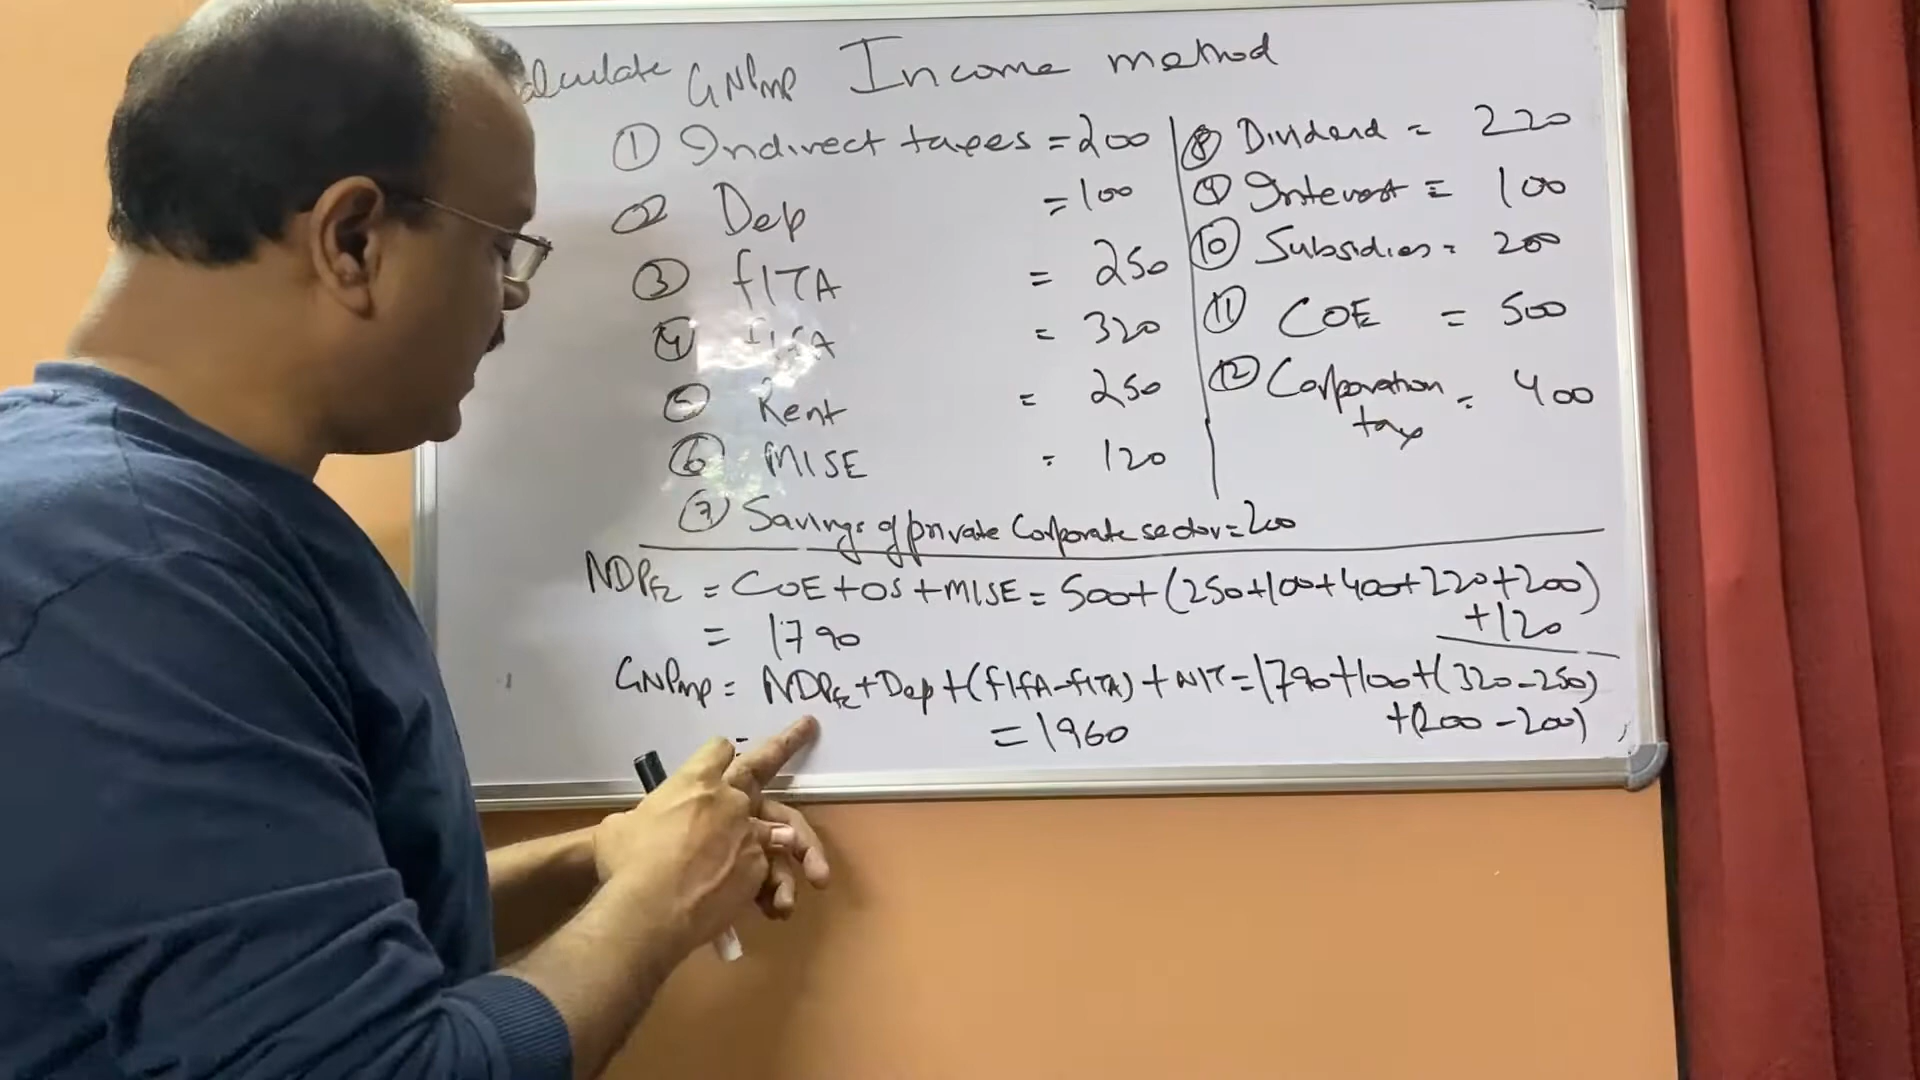 alculate GNPMP Income method
① Indirect taxes = 200
02 Dep = 100
③ fITA = 250
④ fIfA = 320
⑤ Rent = 250
⑥ MISE = 120
⑦ Savings of private Corporate sector = 200
⑧ Dividend = 220
⑨ Interest = 100
⑩ Subsidies = 200
⑪ COE = 500
⑫ Corporation tax = 400
NDPFC = COE + OS + MISE = 500 + (250 + 100 + 400 + 220 + 200)
+ 120
= 1790
GNPmp = NDPFC + Dep + (fIfA - fITA) + NIT = 1790 + 100 + (320 - 250)
+ (200 - 200)
= = 1960